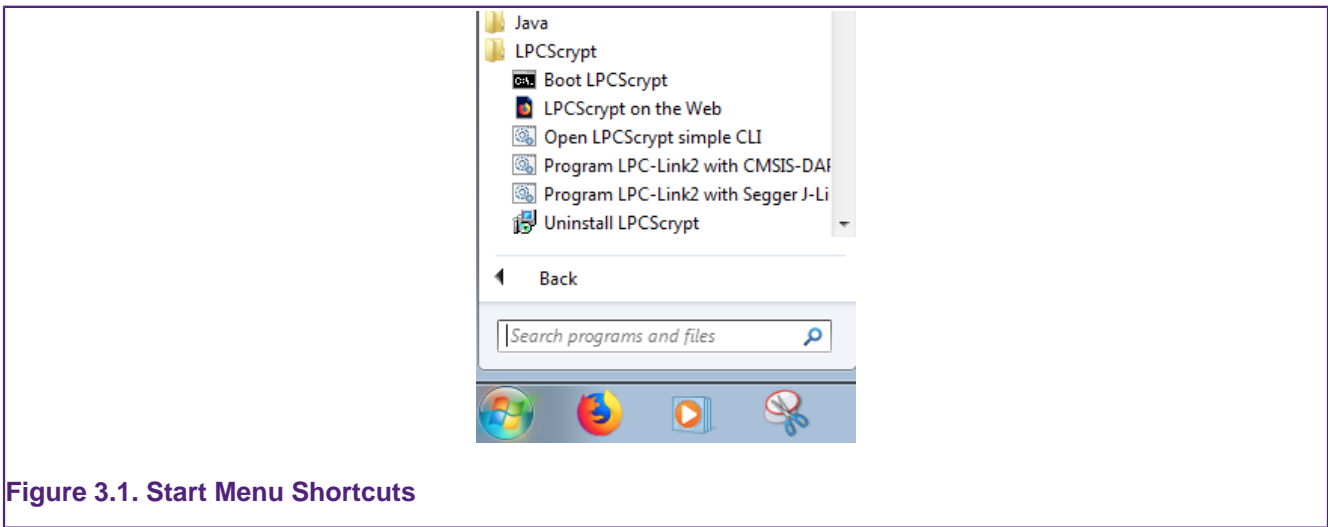 Java
LPCScrypt
Boot LPCScrypt
LPCScrypt on the Web
Open LPCScrypt simple CLI
Program LPC-Link2 with CMSIS-DAP
Program LPC-Link2 with Segger J-Li
Uninstall LPCScrypt
Back
Search programs and files
Figure 3.1. Start Menu Shortcuts